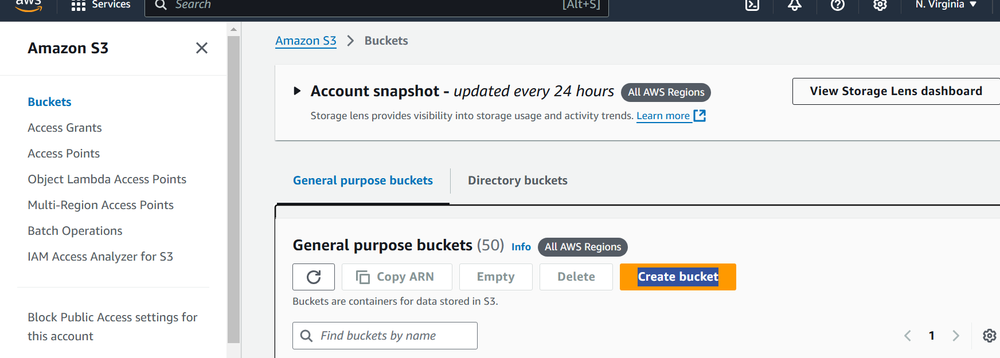 aws
Services
Search
[Alt+S]
N. Virginia
Amazon S3
Buckets
Access Grants
Access Points
Object Lambda Access Points
Multi-Region Access Points
Batch Operations
IAM Access Analyzer for S3
Block Public Access settings for
this account
Amazon S3
Buckets
Account snapshot - updated every 24 hours
All AWS Regions
View Storage Lens dashboard
Storage lens provides visibility into storage usage and activity trends. Learn more
General purpose buckets
Directory buckets
General purpose buckets (50)
Info
All AWS Regions
Copy ARN
Empty
Delete
Create bucket
Buckets are containers for data stored in S3.
Find buckets by name
1